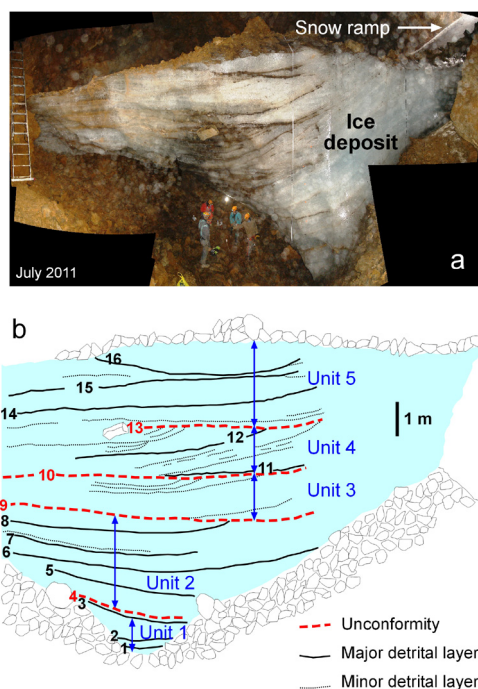 Snow ramp
Ice
deposit
July 2011
a
b
16
15
Unit 5
14
13
12
1 m
Unit 4
11
10
Unit 3
9
8
7
6
5
Unit 2
4
3
Unit 1
2
1
Unconformity
Major detrital layer
Minor detrital layer